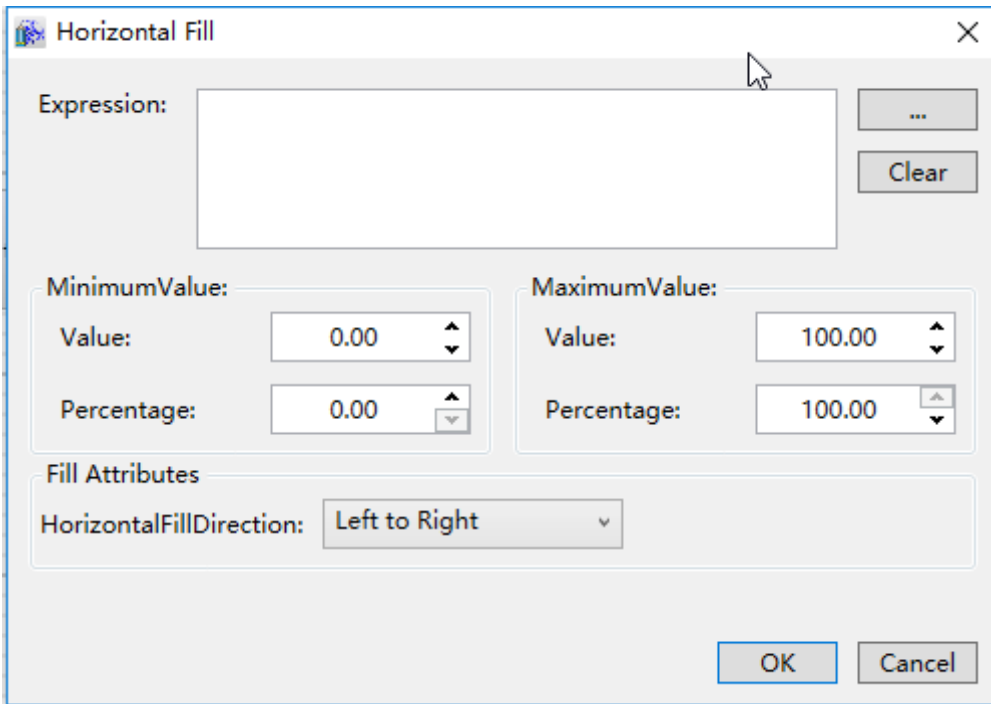 Horizontal Fill
Expression:
...
Clear
MinimumValue:
MaximumValue:
Value: 0.00
Value: 100.00
Percentage: 0.00
Percentage: 100.00
Fill Attributes
HorizontalFillDirection: Left to Right
OK
Cancel